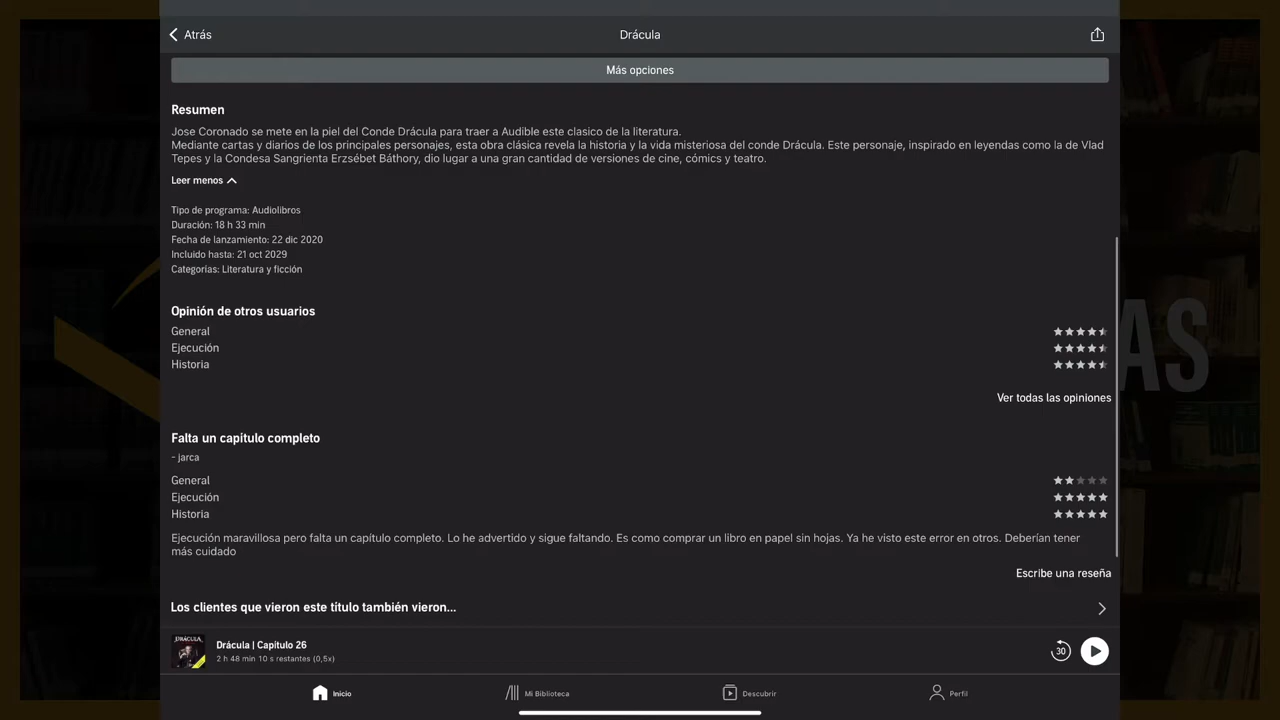 Atrás
Drácula
Más opciones
Resumen
Jose Coronado se mete en la piel del Conde Drácula para traer a Audible este clasico de la literatura.
Mediante cartas y diarios de los principales personajes, esta obra clásica revela la historia y la vida misteriosa del conde Drácula. Este personaje, inspirado en leyendas como la de Vlad
Tepes y la Condesa Sangrienta Erzsébet Báthory, dio lugar a una gran cantidad de versiones de cine, cómics y teatro.
Leer menos
Tipo de programa: Audiolibros
Duración: 18 h 33 min
Fecha de lanzamiento: 22 dic 2020
Incluido hasta: 21 oct 2029
Categorías: Literatura y ficción
Opinión de otros usuarios
General
Ejecución
Historia
Ver todas las opiniones
Falta un capitulo completo
- jarca
General
Ejecución
Historia
Ejecución maravillosa pero falta un capítulo completo. Lo he advertido y sigue faltando. Es como comprar un libro en papel sin hojas. Ya he visto este error en otros. Deberían tener
más cuidado
Escribe una reseña
Los clientes que vieron este título también vieron...
DRÁCULA
Drácula | Capítulo 26
2 h 48 min 10 s restantes (0,5x)
30
Inicio
Mi Biblioteca
Descubrir
Perfil
AS